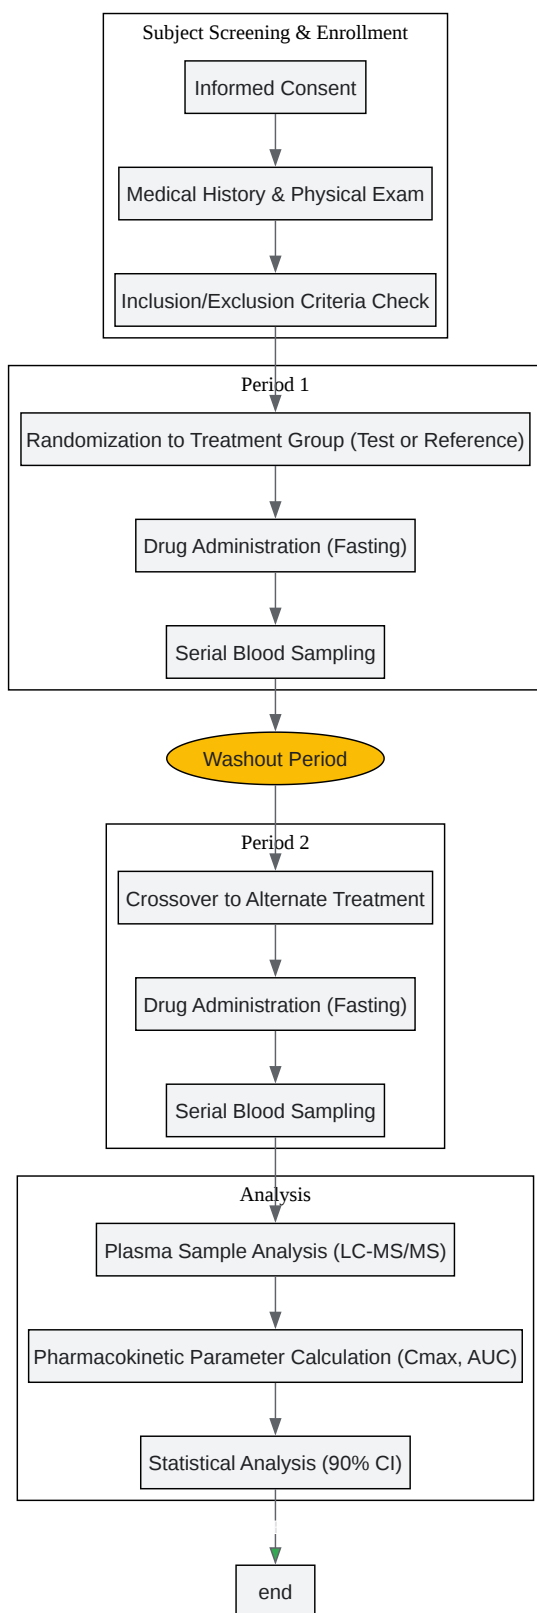 Subject Screening & Enrollment
Informed Consent
Medical History & Physical Exam
Inclusion/Exclusion Criteria Check
Period 1
Randomization to Treatment Group (Test or Reference)
Drug Administration (Fasting)
Serial Blood Sampling
Washout Period
Period 2
Crossover to Alternate Treatment
Drug Administration (Fasting)
Serial Blood Sampling
Analysis
Plasma Sample Analysis (LC-MS/MS)
Pharmacokinetic Parameter Calculation (Cmax, AUC)
Statistical Analysis (90% CI)
end